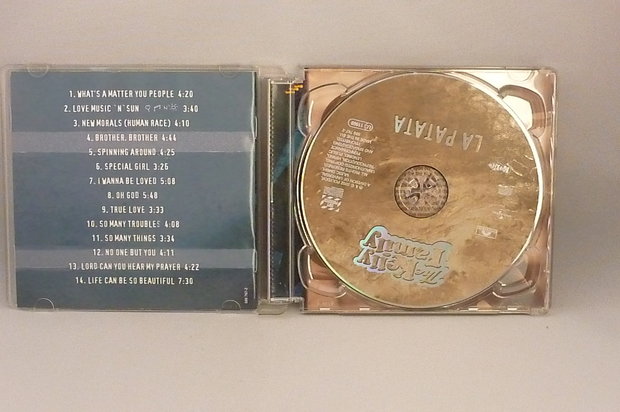 1. WHAT'S A MATTER YOU PEOPLE 4:20
2. LOVE MUSIC `N` SUN 3:40
3. NEW MORALS (HUMAN RACE) 4:10
4. BROTHER, BROTHER 4:44
5. SPINNING AROUND 4:25
6. SPECIAL GIRL 3:26
7. I WANNA BE LOVED 5:08
8. OH GOD 5:48
9. TRUE LOVE 3:33
10. SO MANY TROUBLES 4:08
11. SO MANY THINGS 3:34
12. NO ONE BUT YOU 4:11
13. LORD CAN YOU HEAR MY PRAYER 4:22
14. LIFE CAN BE SO BEAUTIFUL 7:30
LA PATATA
The Kelly
Family